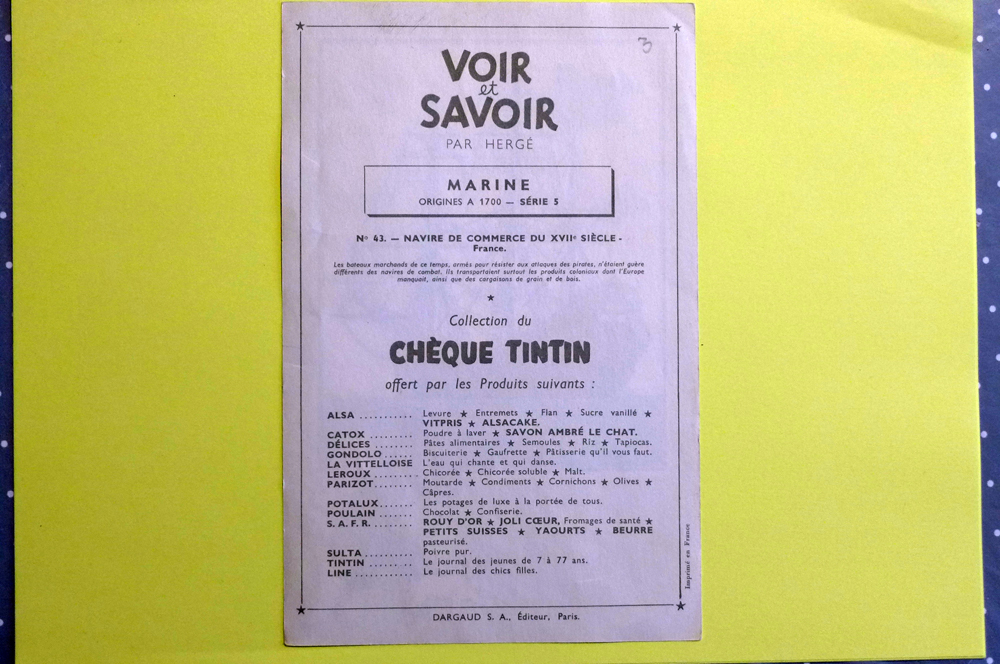 3
VOIR
et
SAVOIR
PAR HERGÉ
MARINE
ORIGINES A 1700 — SÉRIE 5
Nº 43. — NAVIRE DE COMMERCE DU XVIIᵉ SIÈCLE -
France.
Les bateaux marchands de ce temps, armés pour résister aux attaques des pirates, n'étaient guère
différents des navires de combat. Ils transportaient surtout les produits coloniaux dont l'Europe
manquait, ainsi que des cargaisons de grain et de bois.
★
Collection du
CHÈQUE TINTIN
offert par les Produits suivants :
ALSA ........... Levure ★ Entremets ★ Flan ★ Sucre vanillé ★
VITPRIS ★ ALSACAKE.
CATOX ......... Poudre à laver ★ SAVON AMBRÉ LE CHAT.
DÉLICES ........ Pâtes alimentaires ★ Semoules ★ Riz ★ Tapiocas.
GONDOLO ...... Biscuiterie ★ Gaufrette ★ Pâtisserie qu'il vous faut.
LA VITTELLOISE L'eau qui chante et qui danse.
LEROUX ......... Chicorée ★ Chicorée soluble ★ Malt.
PARIZOT........ Moutarde ★ Condiments ★ Cornichons ★ Olives ★
Câpres.
POTALUX....... Les potages de luxe à la portée de tous.
POULAIN ....... Chocolat ★ Confiserie.
S. A. F. R. ....... ROUY D'OR ★ JOLI CŒUR, Fromages de santé ★
PETITS SUISSES ★ YAOURTS ★ BEURRE
pasteurisé.
SULTA .......... Poivre pur.
TINTIN ......... Le journal des jeunes de 7 à 77 ans.
LINE ............ Le journal des chics filles.
Imprimé en France
DARGAUD S. A., Éditeur, Paris.